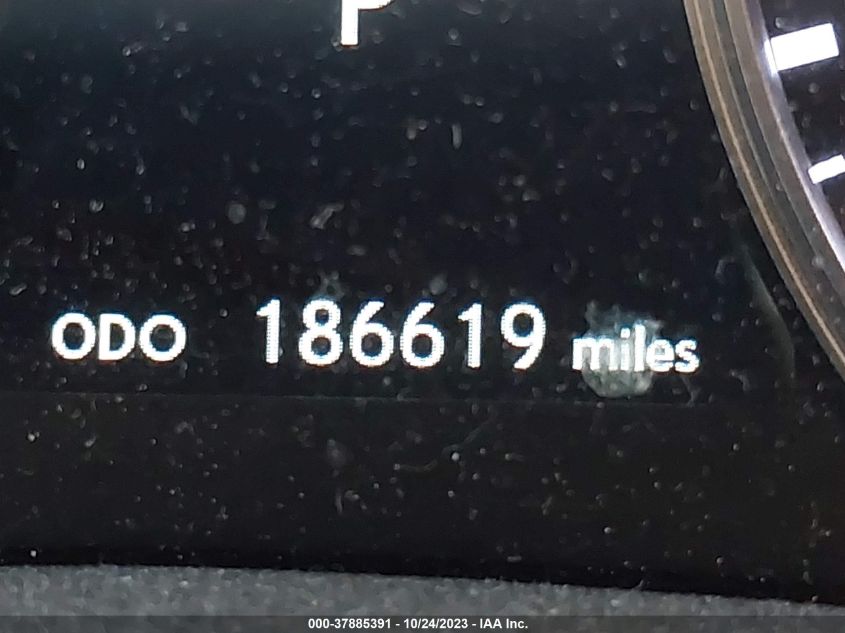 P
ODO 186619 miles
000-37885391 - 10/24/2023 - IAA Inc.